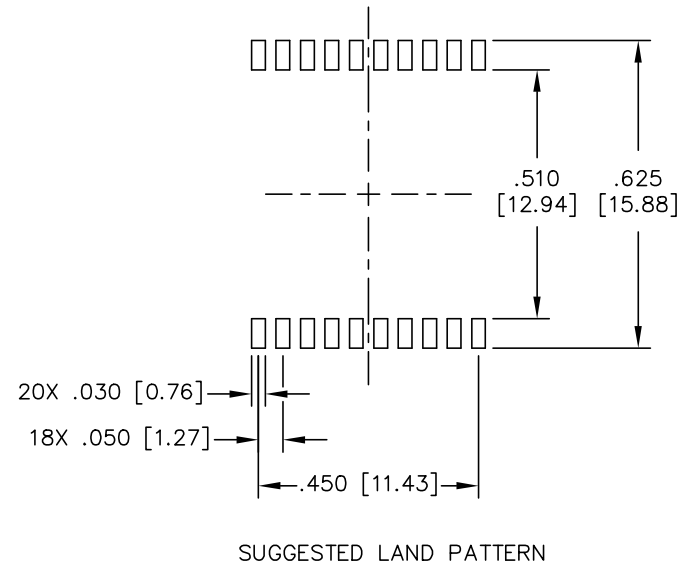 .510 .625
[12.94] [15.88]
20X .030 [0.76]
18X .050 [1.27]
.450 [11.43]
SUGGESTED LAND PATTERN